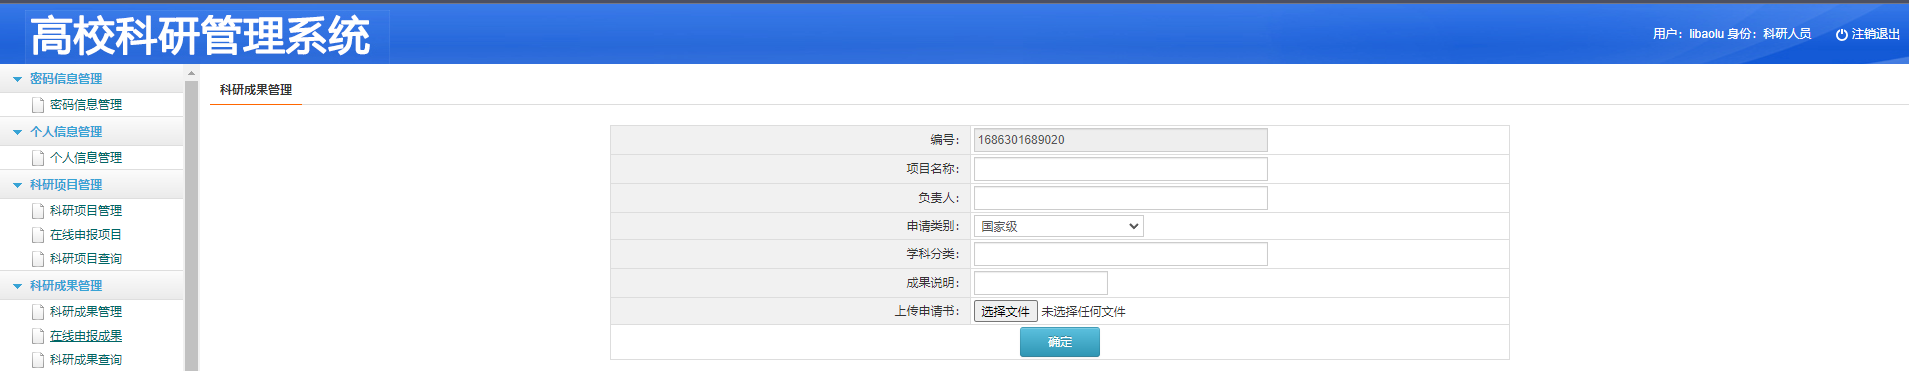 高校科研管理系统
用户：libaolu 身份：科研人员
注销退出
密码信息管理
密码信息管理
个人信息管理
个人信息管理
科研项目管理
科研项目管理
在线申报项目
科研项目查询
科研成果管理
科研成果管理
在线申报成果
科研成果查询
科研成果管理
编号： 1686301689020
项目名称：
负责人：
申请类别： 国家级
学科分类：
成果说明：
上传申请书： 选择文件 未选择任何文件
确定